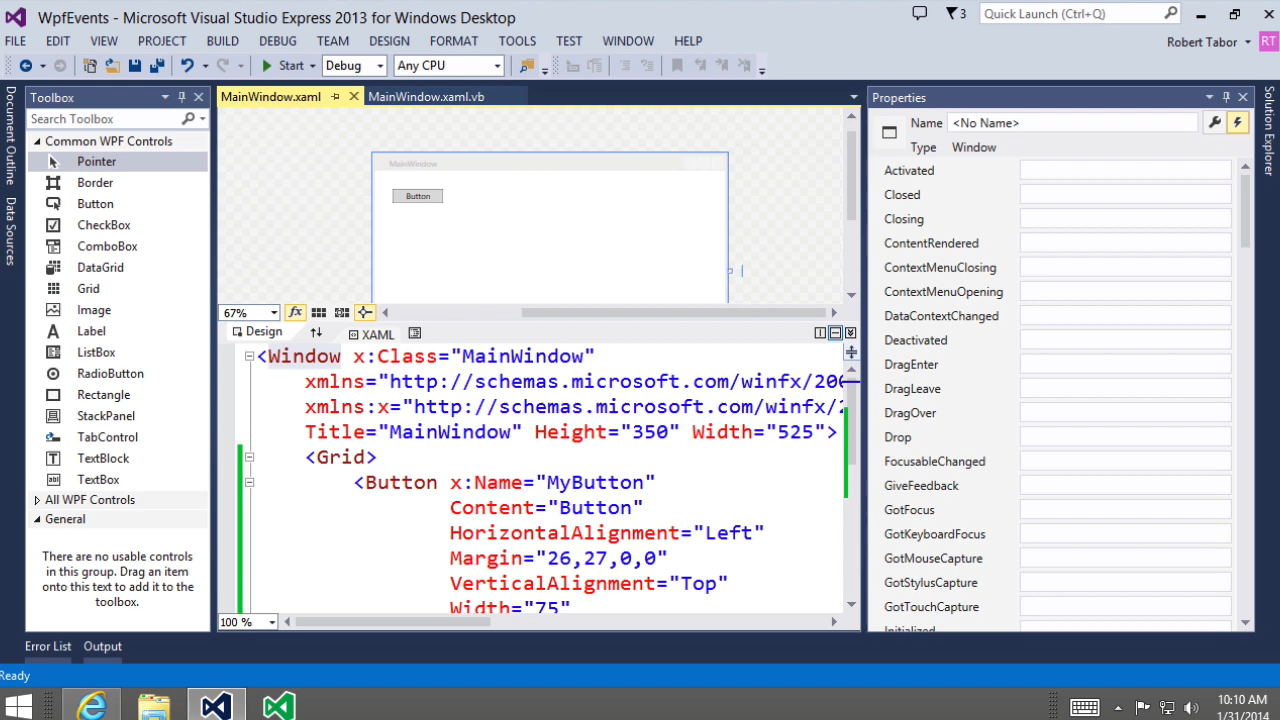 WpfEvents - Microsoft Visual Studio Express 2013 for Windows Desktop
3
Quick Launch (Ctrl+Q)
FILE EDIT VIEW PROJECT BUILD DEBUG TEAM DESIGN FORMAT TOOLS TEST WINDOW HELP
Robert Tabor RT
Start Debug Any CPU
Document Outline
Data Sources
Toolbox
Search Toolbox
Common WPF Controls
Pointer
Border
Button
CheckBox
ComboBox
DataGrid
Grid
Image
Label
ListBox
RadioButton
Rectangle
StackPanel
TabControl
TextBlock
TextBox
All WPF Controls
General
There are no usable controls
in this group. Drag an item
onto this text to add it to the
toolbox.
MainWindow.xaml
MainWindow.xaml.vb
MainWindow
Button
67%
fx
Design
XAML
<Window x:Class="MainWindow"
xmlns="http://schemas.microsoft.com/winfx/200
xmlns:x="http://schemas.microsoft.com/winfx/2
Title="MainWindow" Height="350" Width="525">
<Grid>
<Button x:Name="MyButton"
Content="Button"
HorizontalAlignment="Left"
Margin="26,27,0,0"
VerticalAlignment="Top"
Width="75"
100 %
Properties
Name <No Name>
Type Window
Activated
Closed
Closing
ContentRendered
ContextMenuClosing
ContextMenuOpening
DataContextChanged
Deactivated
DragEnter
DragLeave
DragOver
Drop
FocusableChanged
GiveFeedback
GotFocus
GotKeyboardFocus
GotMouseCapture
GotStylusCapture
GotTouchCapture
Initialized
Solution Explorer
Error List Output
Ready
10:10 AM
1/31/2014